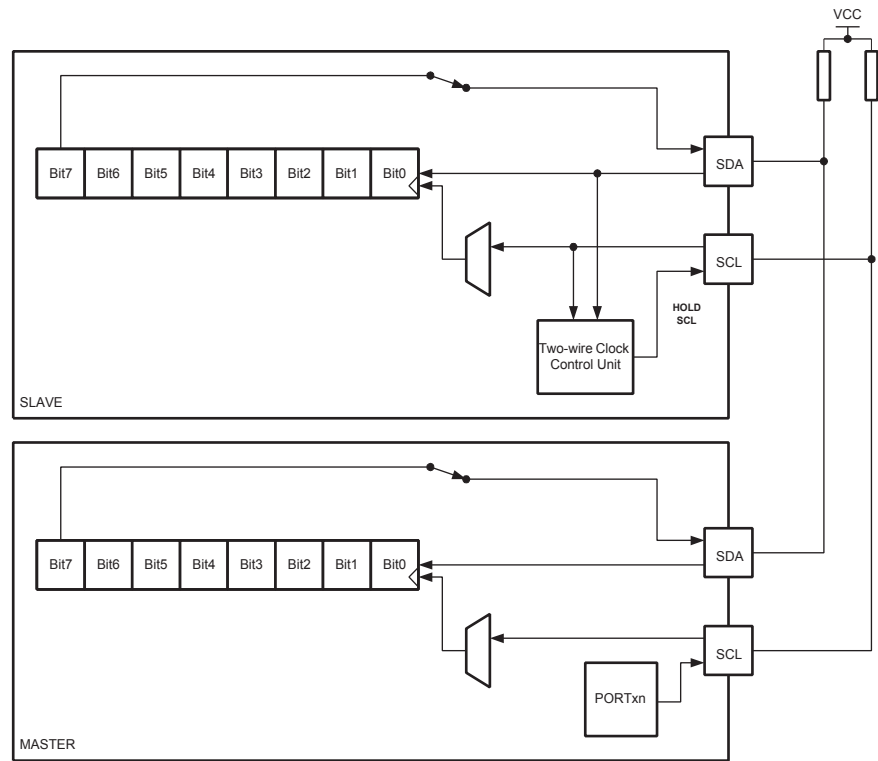 VCC
Bit7 Bit6 Bit5 Bit4 Bit3 Bit2 Bit1 Bit0
SDA
SCL
HOLD
SCL
Two-wire Clock
Control Unit
SLAVE
Bit7 Bit6 Bit5 Bit4 Bit3 Bit2 Bit1 Bit0
SDA
SCL
PORTxn
MASTER